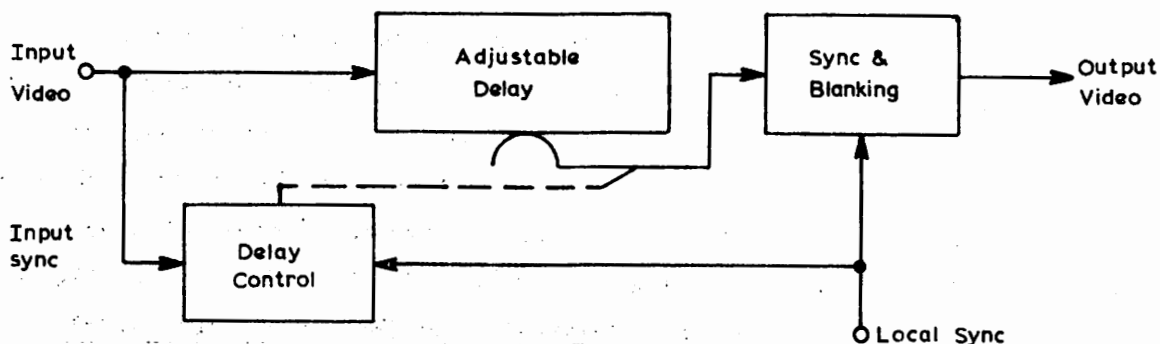 Input
Video
Adjustable
Delay
Sync &
Blanking
Output
Video
Input
sync
Delay
Control
Local Sync